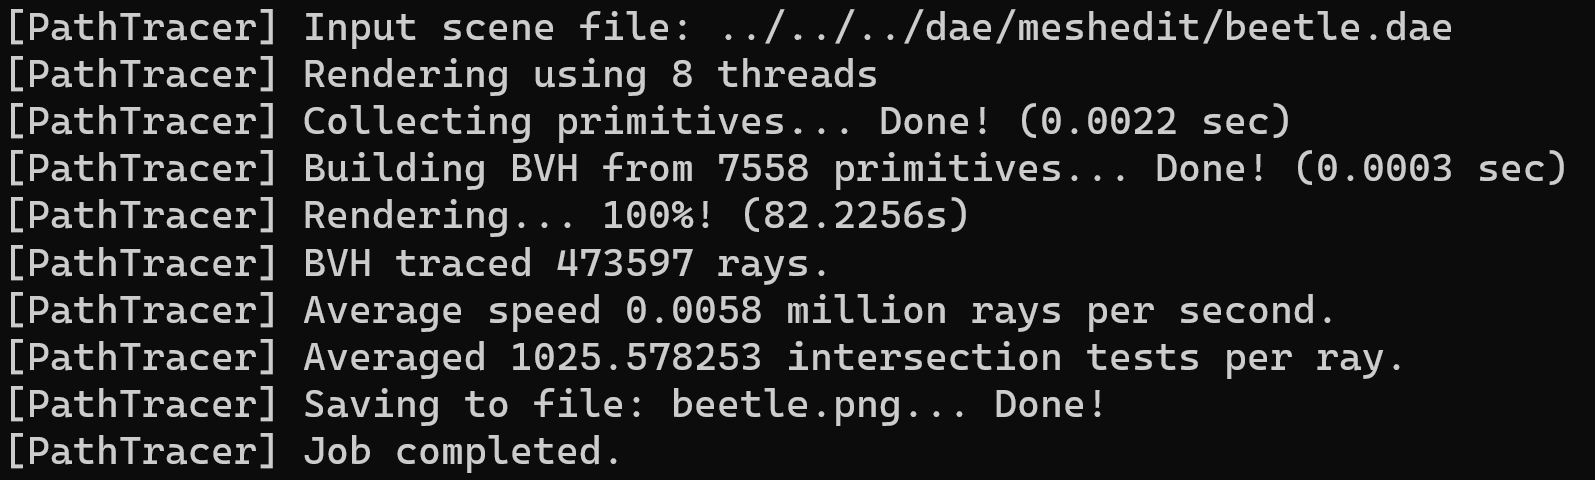 [PathTracer] Input scene file: ../../../dae/meshedit/beetle.dae
[PathTracer] Rendering using 8 threads
[PathTracer] Collecting primitives... Done! (0.0022 sec)
[PathTracer] Building BVH from 7558 primitives... Done! (0.0003 sec)
[PathTracer] Rendering... 100%! (82.2256s)
[PathTracer] BVH traced 473597 rays.
[PathTracer] Average speed 0.0058 million rays per second.
[PathTracer] Averaged 1025.578253 intersection tests per ray.
[PathTracer] Saving to file: beetle.png... Done!
[PathTracer] Job completed.